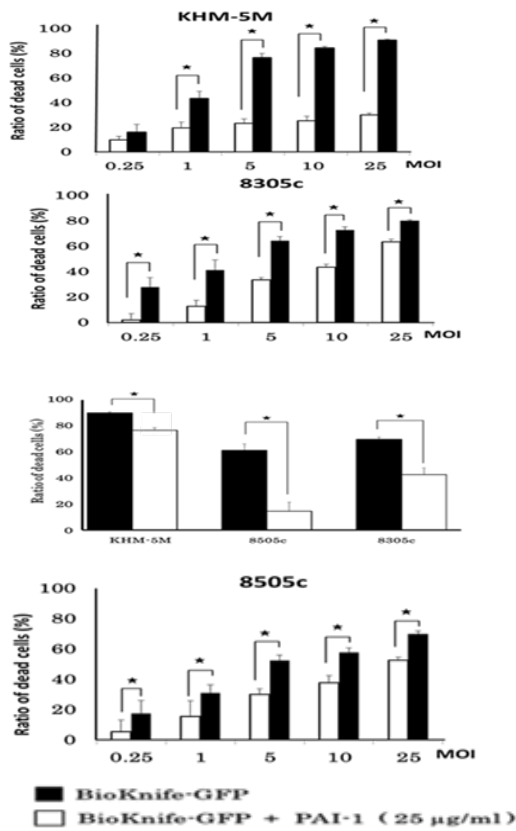 KHM-5M
Ratio of dead cells (%)
100
80
60
40
20
0
★ ★ ★ ★
0.25 1 5 10 25 MOI
8305c
Ratio of dead cells (%)
100
80
60
40
20
0
★ ★ ★ ★ ★
0.25 1 5 10 25 MOI
Ratio of dead cells (%)
100
80
60
40
20
0
★ ★ ★
KHM-5M 8505c 8305c
8505c
Ratio of dead cells (%)
100
80
60
40
20
0
★ ★ ★ ★ ★
0.25 1 5 10 25 MOI
BioKnife-GFP
BioKnife-GFP + PAI-1 ( 25 µg/ml)